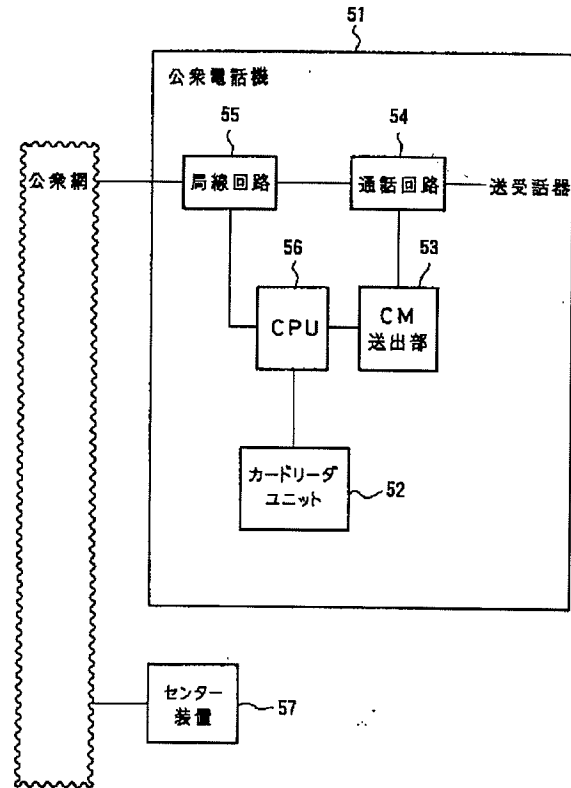 51
公衆電話機
55
54
公衆網
局線回路
通話回路
送受話器
56
53
CPU
CM
送出部
カードリーダ
ユニット
52
センター
装置
57